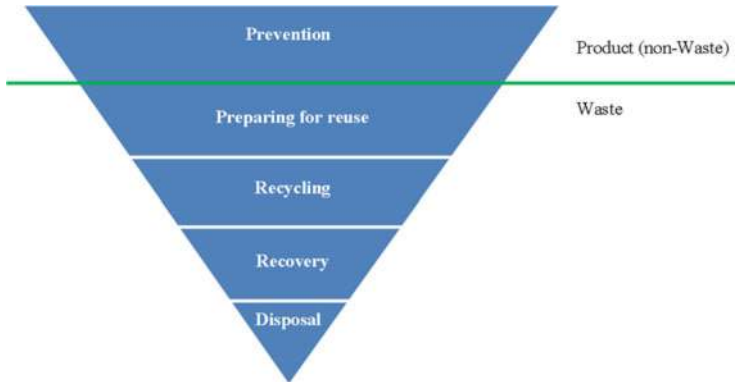 Prevention
Product (non-Waste)
Waste
Preparing for reuse
Recycling
Recovery
Disposal